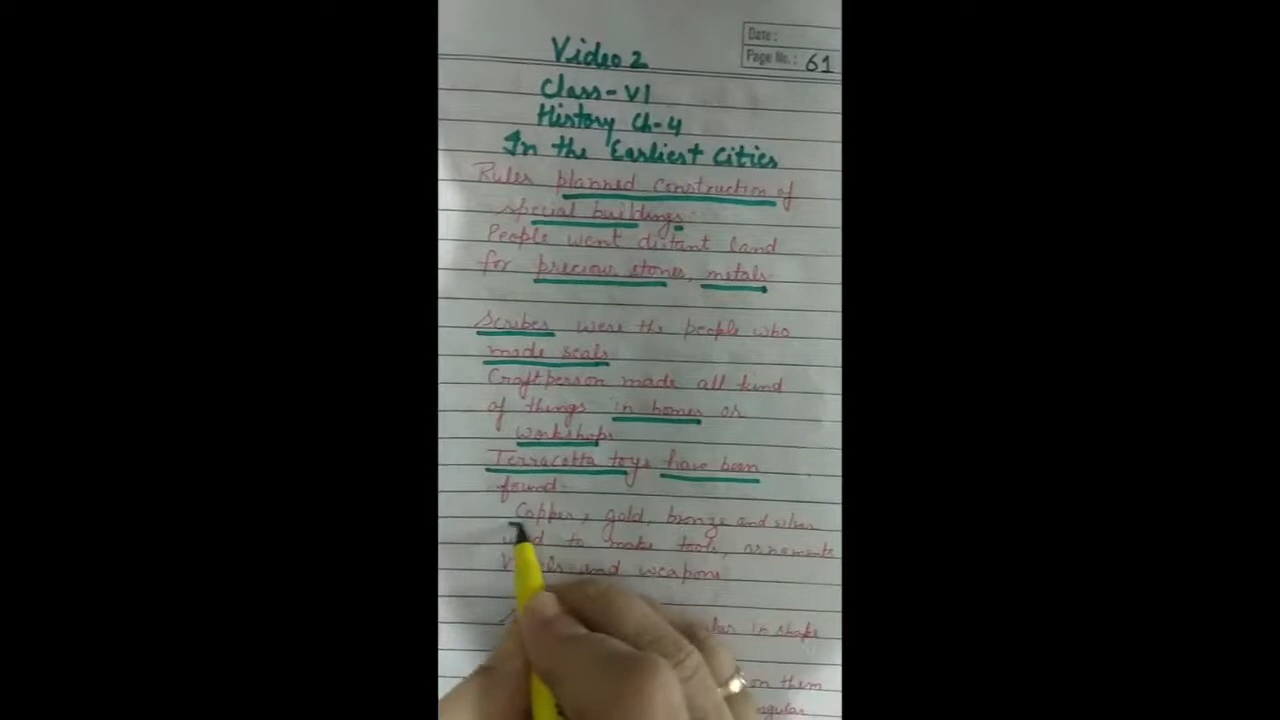 Date :
Page No. : 61
Video 2
Class - VI
History Ch-4
In the Earliest Cities
Rules planned construction of
special buildings.
People went distant land
for precious stones, metals
Scribes were the people who
made seals
Craftperson made all kind
of things in homes or
workshops
Terracotta toys have been
found.
Copper, gold, bronze and silver
to make tools, ornaments
and weapons
in shape
on them